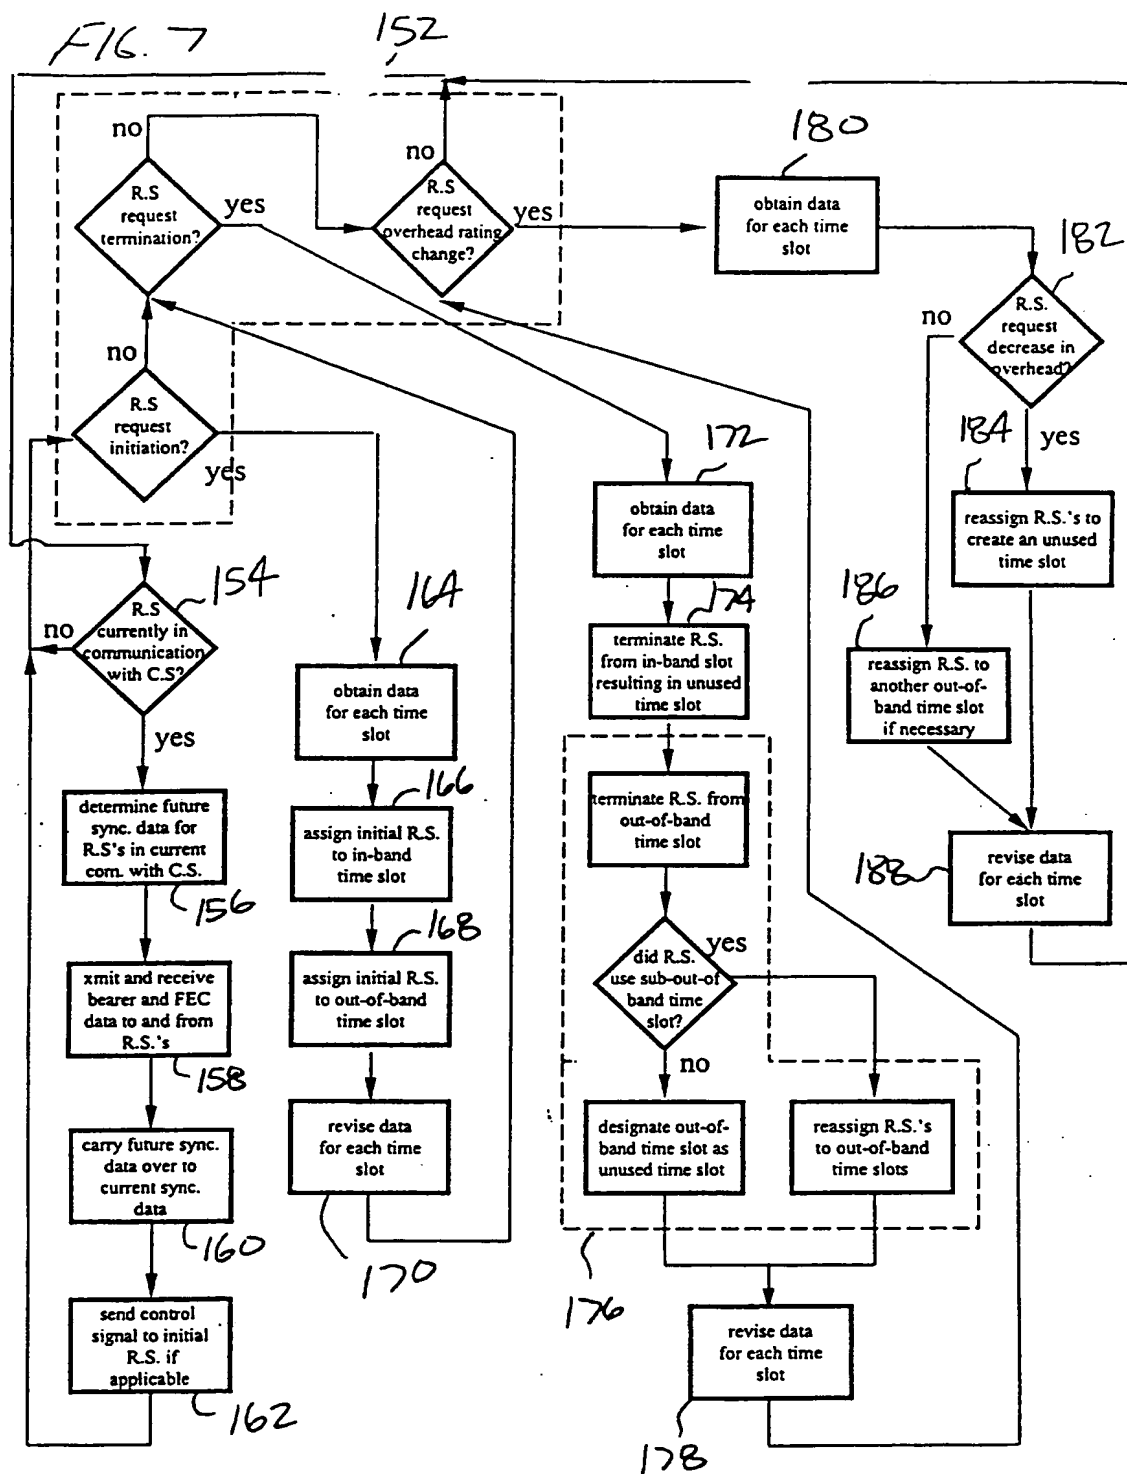 FIG. 7
152
no
R.S
request
termination?
yes
no
R.S
request
overhead rating
change?
yes
180
obtain data
for each time
slot
182
R.S.
request
decrease in
overhead?
no
yes
no
R.S
request
initiation?
yes
184
reassign R.S.'s to
create an unused
time slot
172
obtain data
for each time
slot
154
R.S
currently in
communication
with C.S?
no
yes
164
obtain data
for each time
slot
174
terminate R.S.
from in-band slot
resulting in unused
time slot
186
reassign R.S. to
another out-of-
band time slot
if necessary
determine future
sync. data for
R.S's in current
com. with C.S.
156
166
assign initial R.S.
to in-band
time slot
terminate R.S. from
out-of-band
time slot
188
revise data
for each time
slot
xmit and receive
bearer and FEC
data to and from
R.S.'s
158
168
assign initial R.S.
to out-of-band
time slot
did R.S.
use sub-out-of
band time
slot?
yes
no
carry future sync.
data over to
current sync.
data
160
revise data
for each time
slot
170
designate out-of-
band time slot as
unused time slot
reassign R.S.'s
to out-of-band
time slots
176
send control
signal to initial
R.S. if
applicable
162
revise data
for each time
slot
178